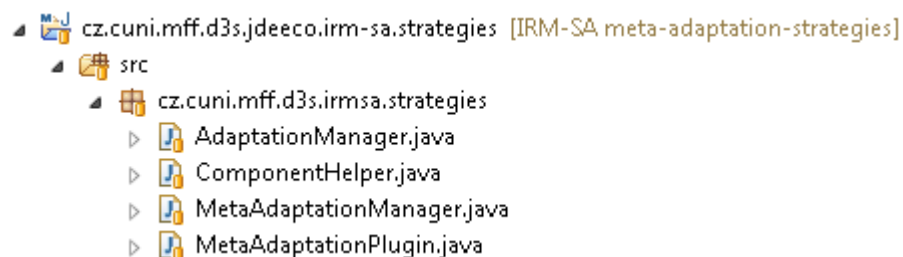 cz.cuni.mff.d3s.jdeeco.irm-sa.strategies [IRM-SA meta-adaptation-strategies]
src
cz.cuni.mff.d3s.irmsa.strategies
AdaptationManager.java
ComponentHelper.java
MetaAdaptationManager.java
MetaAdaptationPlugin.java